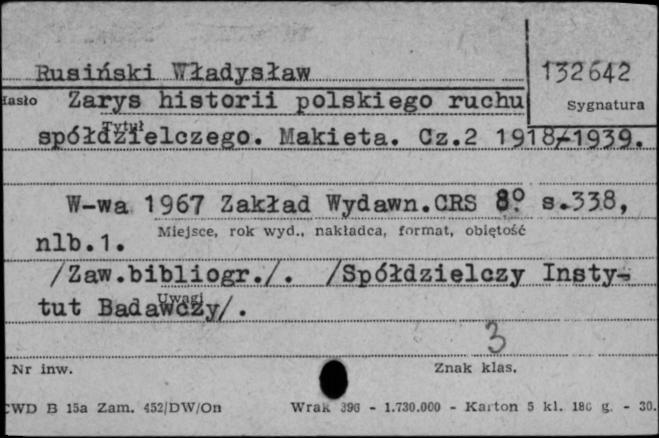 Rusiński Władysław
132642
Hasło Zarys historii polskiego ruchu
Sygnatura
Tytuł
spółdzielczego. Makieta. Cz.2 1918-1939.
W-wa 1967 Zakład Wydawn.CRS 8° s.338,
Miejsce, rok wyd., nakładca, format, objętość
nlb.1.
/Zaw.bibliogr./. /Spółdzielczy Insty-
Uwagi
tut Badawczy/.
3
Nr inw.
Znak klas.
CWD B 15a Zam. 452/DW/On Wrak 396 - 1.730.000 - Karton 5 kl. 180 g. - 30.